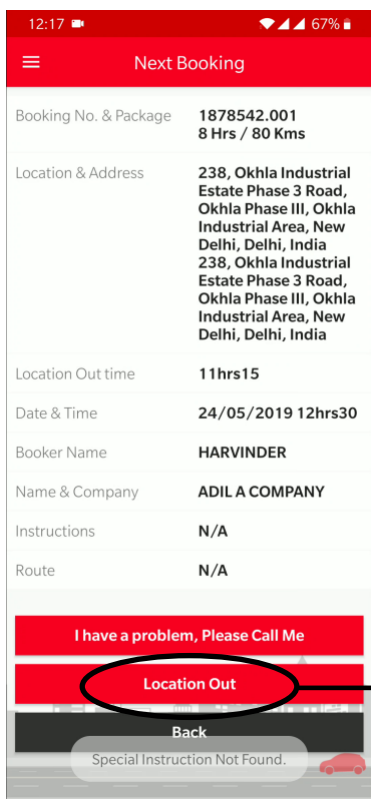 12:17 67%
Next Booking
Booking No. & Package 1878542.001
8 Hrs / 80 Kms
Location & Address 238, Okhla Industrial
Estate Phase 3 Road,
Okhla Phase III, Okhla
Industrial Area, New
Delhi, Delhi, India
238, Okhla Industrial
Estate Phase 3 Road,
Okhla Phase III, Okhla
Industrial Area, New
Delhi, Delhi, India
Location Out time 11hrs15
Date & Time 24/05/2019 12hrs30
Booker Name HARVINDER
Name & Company ADIL A COMPANY
Instructions N/A
Route N/A
I have a problem, Please Call Me
Location Out
Back
Special Instruction Not Found.